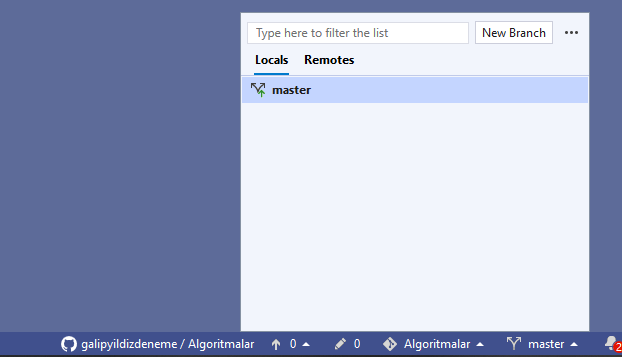 Type here to filter the list
New Branch
Locals Remotes
master
galipyildizdeneme / Algoritmalar 0 0 Algoritmalar master 2